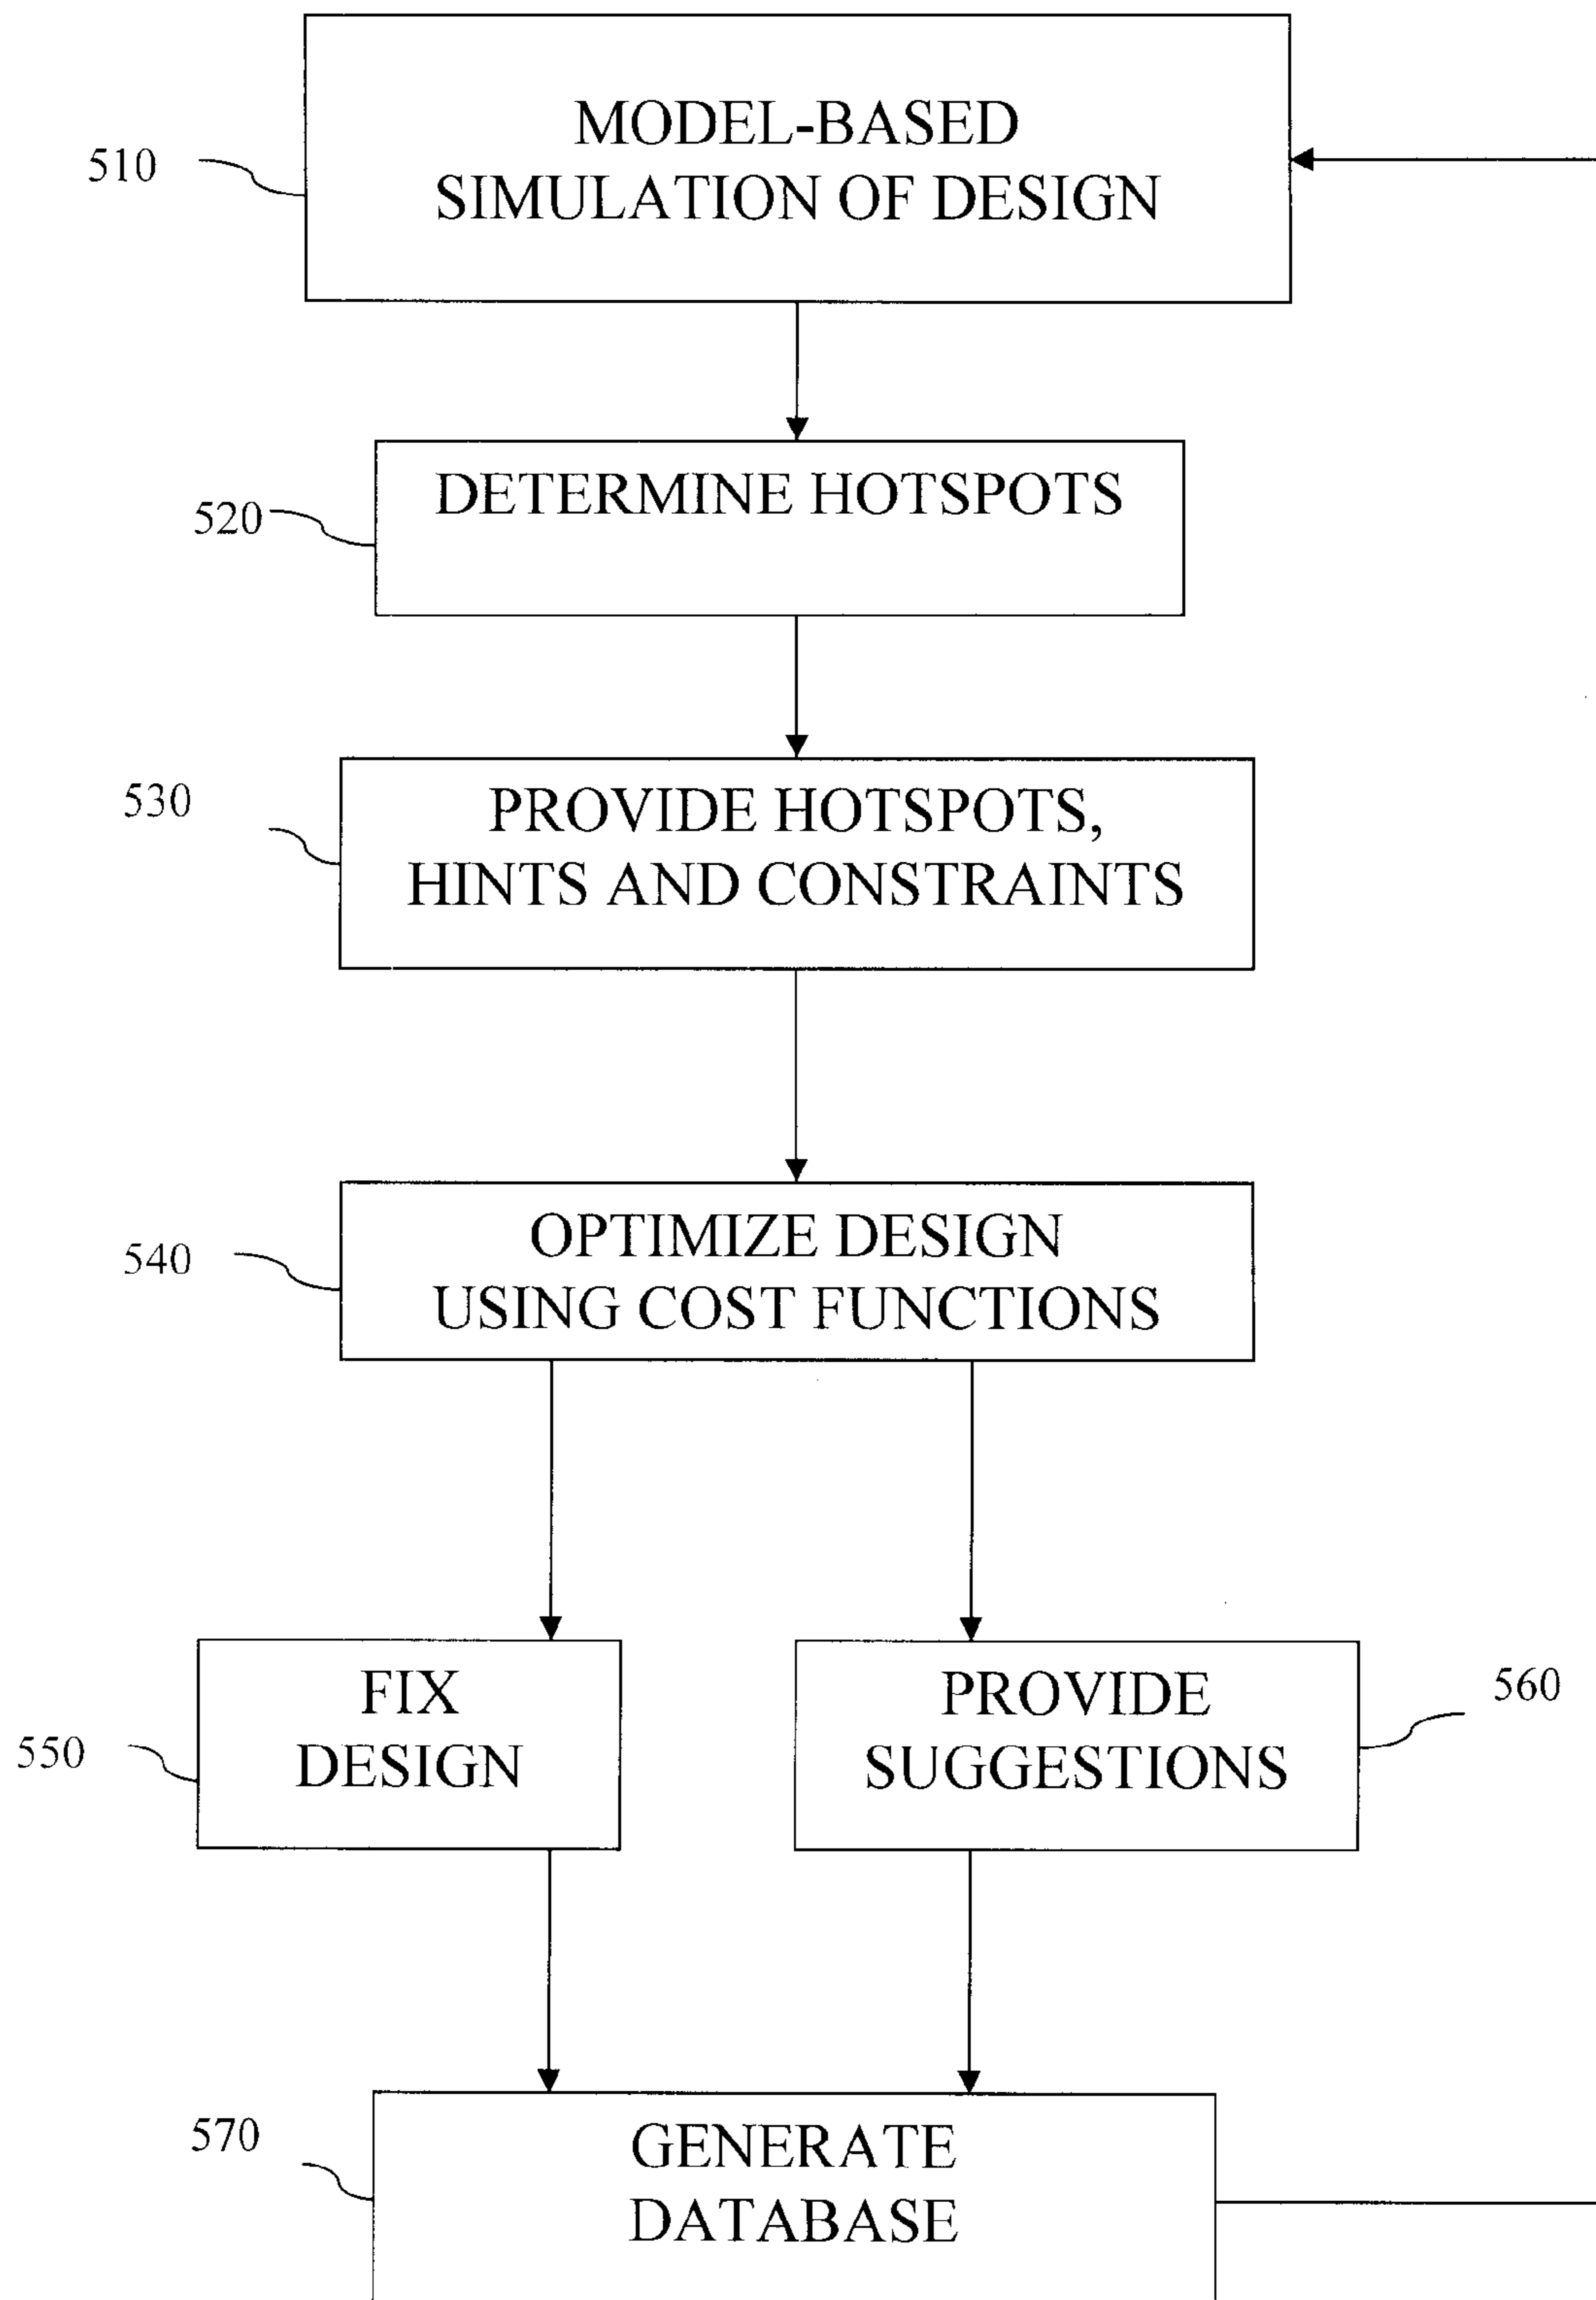 510
MODEL-BASED
SIMULATION OF DESIGN
520
DETERMINE HOTSPOTS
530
PROVIDE HOTSPOTS,
HINTS AND CONSTRAINTS
540
OPTIMIZE DESIGN
USING COST FUNCTIONS
550
FIX
DESIGN
PROVIDE
SUGGESTIONS
560
570
GENERATE
DATABASE